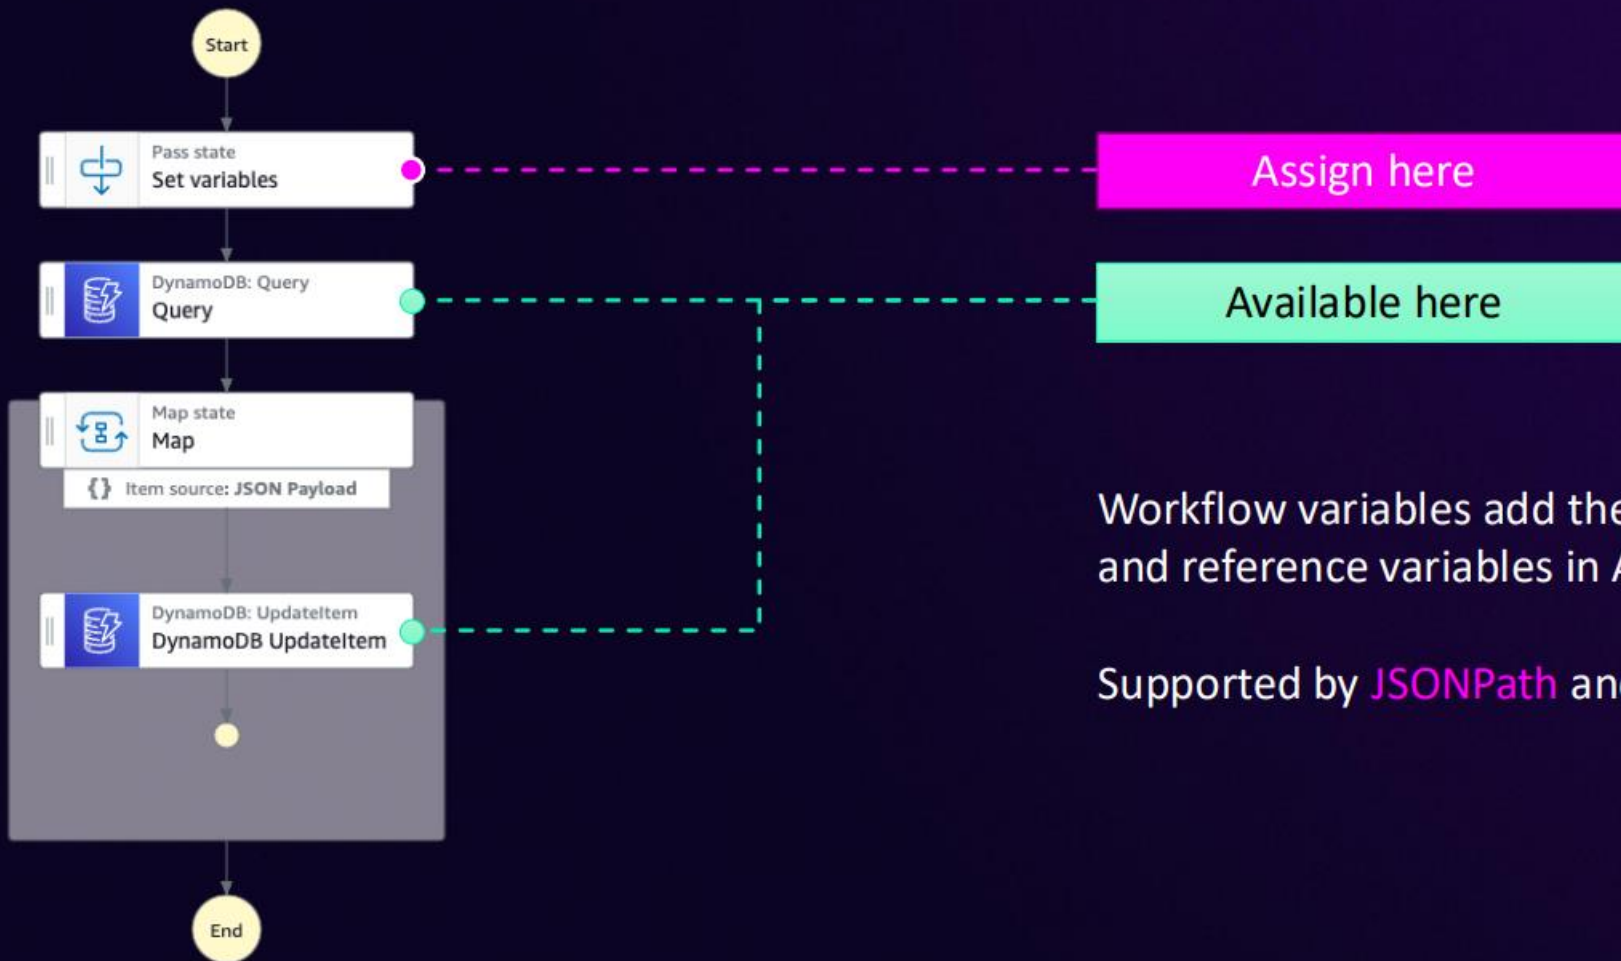 Start
Pass state
Set variables
Assign here
DynamoDB: Query
Query
Available here
Map state
Map
{} Item source: JSON Payload
Workflow variables add the
and reference variables in A
DynamoDB: UpdateItem
DynamoDB UpdateItem
Supported by JSONPath and
End